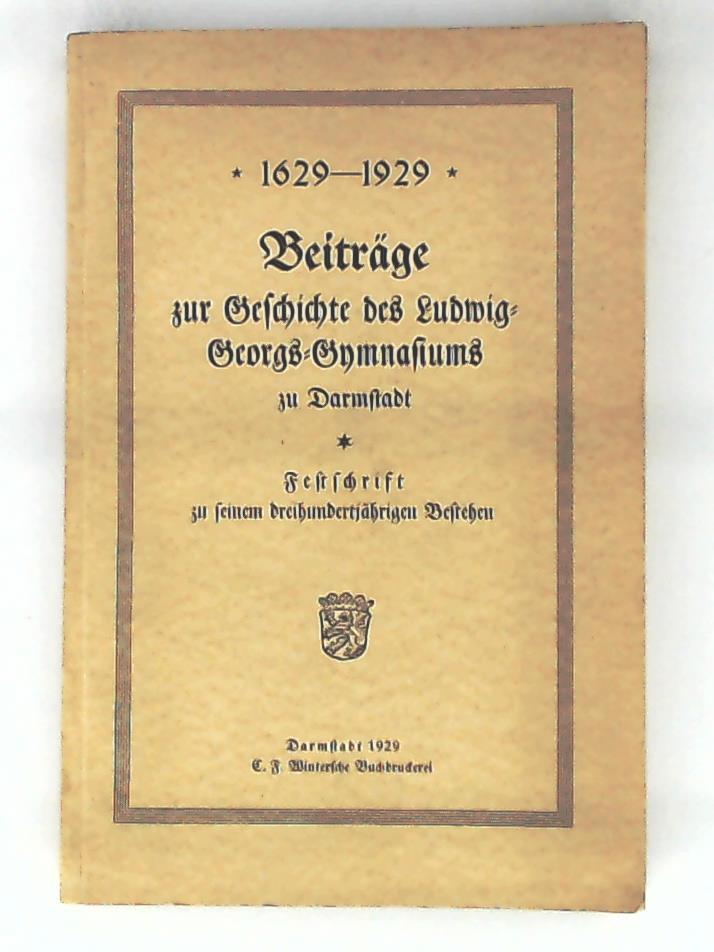 * 1629—1929 *
Beiträge
zur Geschichte des Ludwig-
Georgs-Gymnasiums
zu Darmstadt
*
Festschrift
zu seinem dreihundertjährigen Bestehen
Darmstadt 1929
C. F. Wintersche Buchdruckerei